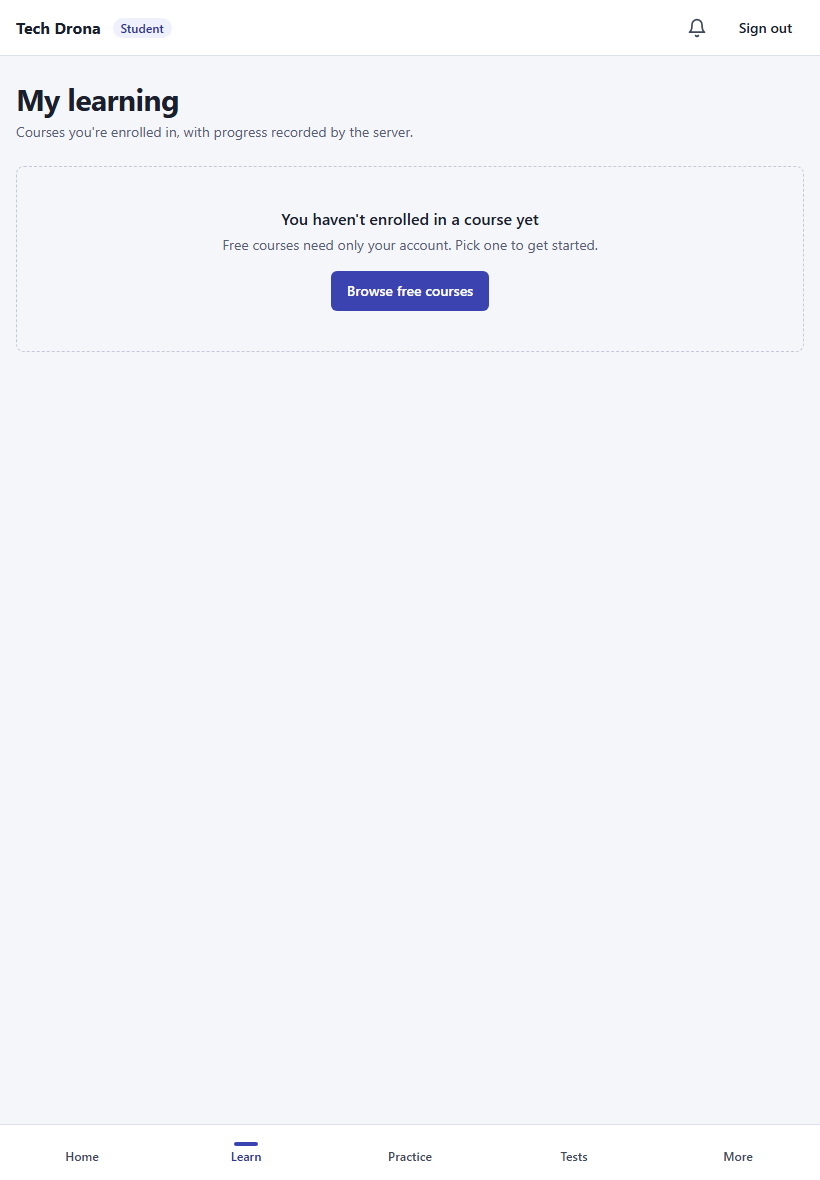 Tech Drona Student Sign out
My learning
Courses you're enrolled in, with progress recorded by the server.
You haven't enrolled in a course yet
Free courses need only your account. Pick one to get started.
Browse free courses
Home Learn Practice Tests More